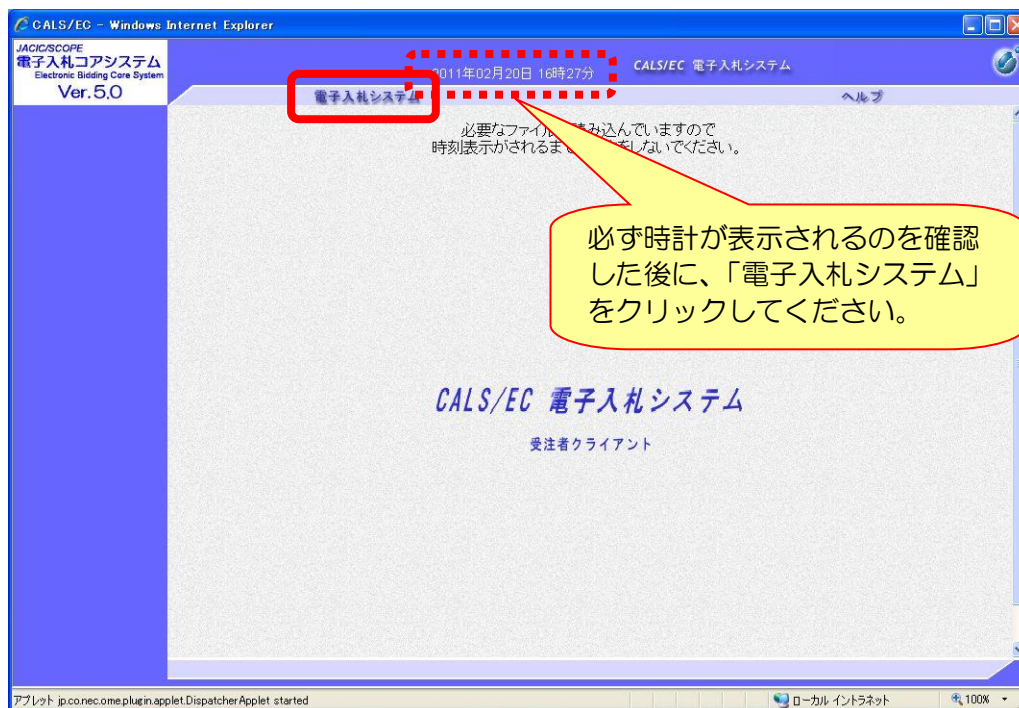 CALS/EC - Windows Internet Explorer
JACIC/SCOPE
電子入札コアシステム
Electronic Bidding Core System
Ver.5.0
2011年02月20日 16時27分
CALS/EC 電子入札システム
電子入札システム
ヘルプ
必要なファイル 読み込んでいますので
時刻表示がされるま をしないでください。
必ず時計が表示されるのを確認
した後に、「電子入札システム」
をクリックしてください。
CALS/EC 電子入札システム
受注者クライアント
アプレット jp.co.nec.ome.plugin.applet.DispatcherApplet started
ローカル イントラネット
100%